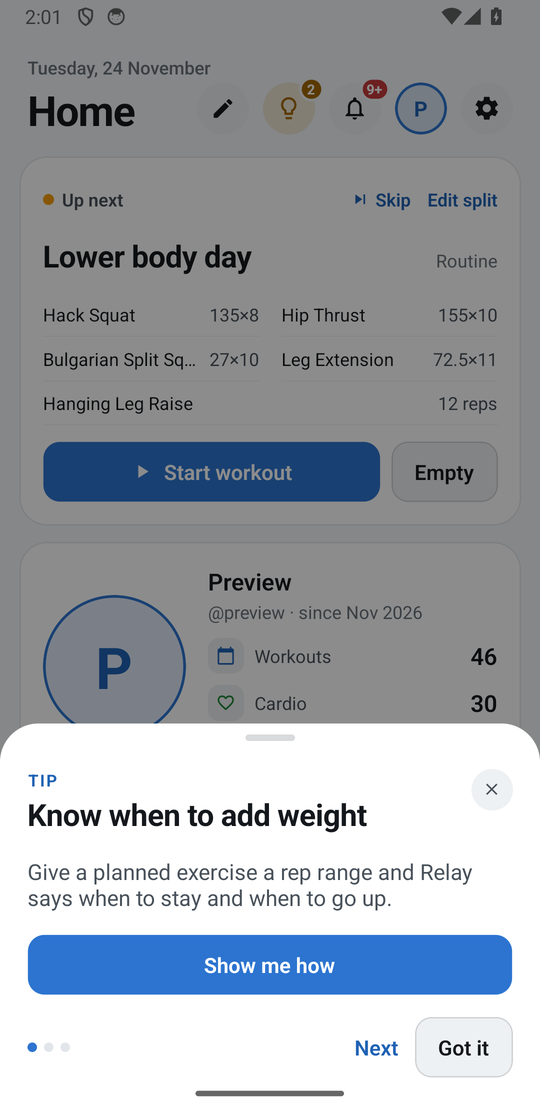 2:01
Tuesday, 24 November
Home
2
9+
P
Up next
Skip
Edit split
Lower body day
Routine
Hack Squat 135×8
Hip Thrust 155×10
Bulgarian Split Sq... 27×10
Leg Extension 72.5×11
Hanging Leg Raise 12 reps
Start workout
Empty
P
Preview
@preview · since Nov 2026
Workouts 46
Cardio 30
TIP
Know when to add weight
Give a planned exercise a rep range and Relay
says when to stay and when to go up.
Show me how
Next
Got it